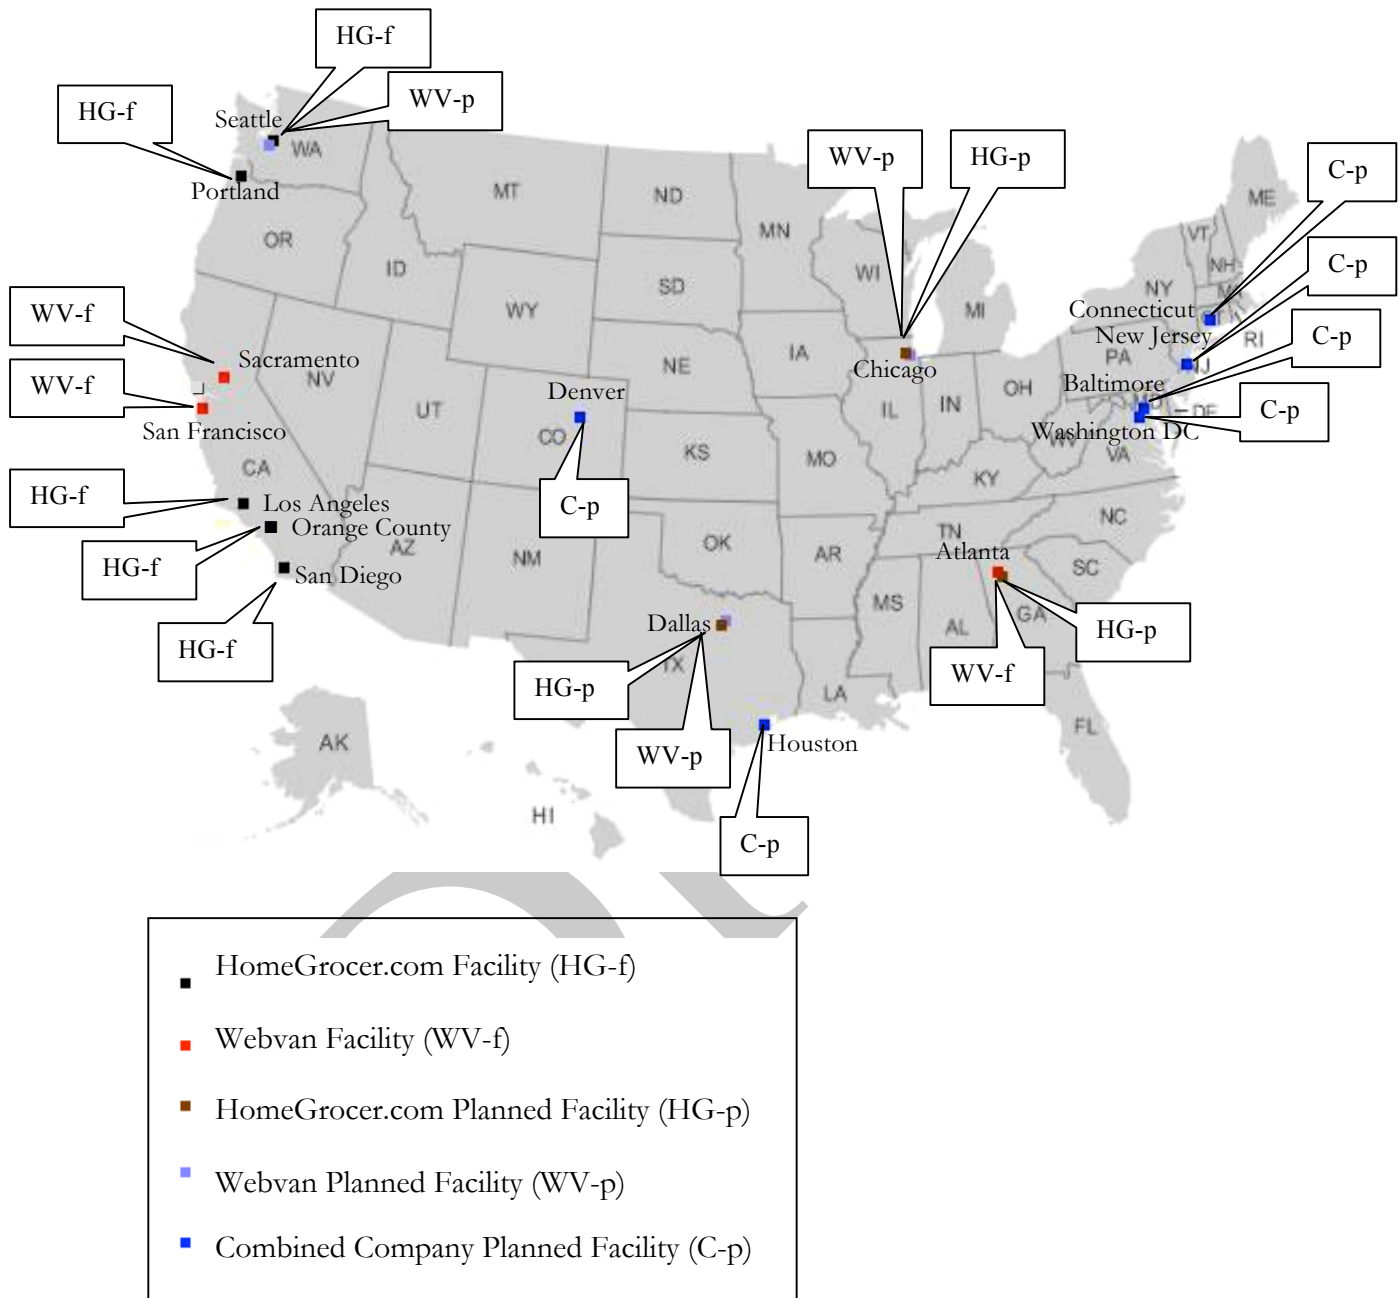 HG-f
WV-p
HG-f
Seattle
WA
Portland
MT
ND
MN
WV-p
HG-p
C-p
ME
VT
NH
C-p
OR
ID
WY
SD
WI
MI
NY
Connecticut
New Jersey
RI
C-p
WV-f
Sacramento
NV
WV-f
San Francisco
UT
Denver
CO
NE
IA
Chicago
IL
IN
OH
PA
NJ
Baltimore
MD
DE
Washington DC
C-p
WV
VA
CA
KS
MO
KY
C-p
HG-f
Los Angeles
Orange County
HG-f
San Diego
HG-f
AZ
NM
OK
AR
TN
NC
Atlanta
SC
MS
AL
GA
HG-p
WV-f
Dallas
TX
HG-p
WV-p
LA
FL
Houston
C-p
AK
HI
HomeGrocer.com Facility (HG-f)
Webvan Facility (WV-f)
HomeGrocer.com Planned Facility (HG-p)
Webvan Planned Facility (WV-p)
Combined Company Planned Facility (C-p)